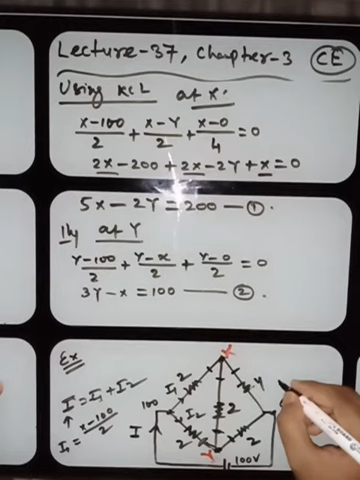 Lecture-37, Chapter-3 CE
Using KCL at x:
x-100/2 + x-y/2 + x-0/4 = 0
2x-200+2x-2y+x=0
5x-2y=200 — ①.
lly at y
y-100/2 + y-x/2 + y-0/2 = 0
3y-x=100 — ②.
Ex
I = I₁ + I₂
I₁ = x-100/2
x
100
I₁ 2
4
2
I₂ 2
2
I
y
100V